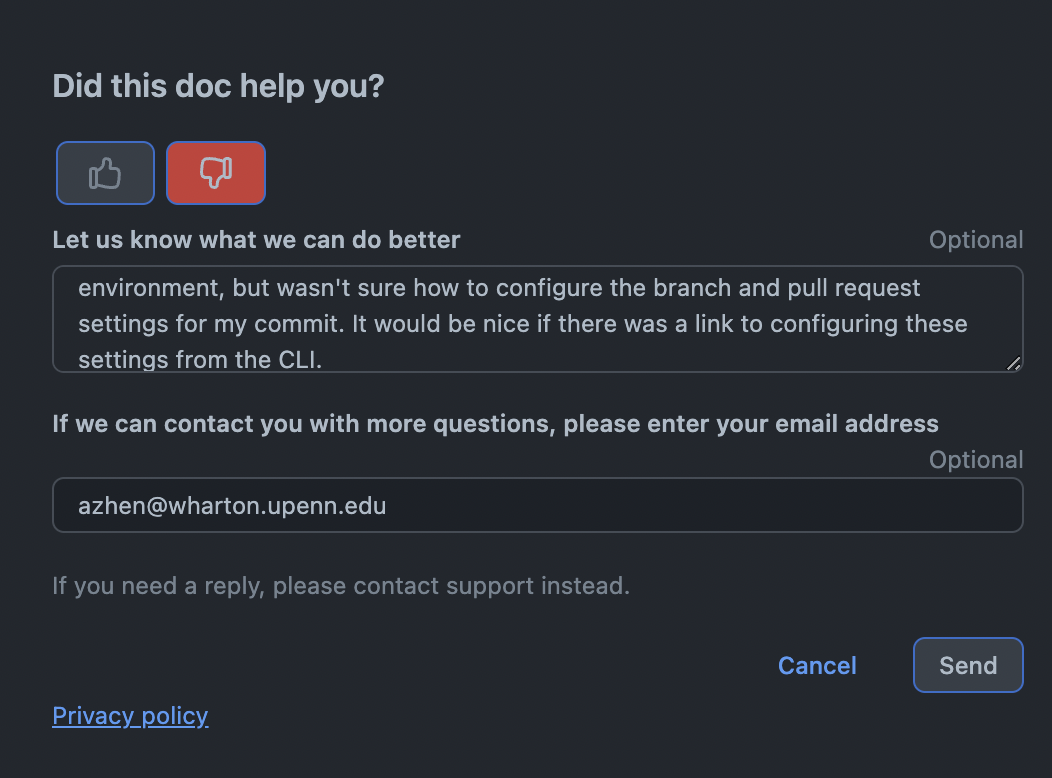 Did this doc help you?
Let us know what we can do better
Optional
environment, but wasn't sure how to configure the branch and pull request
settings for my commit. It would be nice if there was a link to configuring these
settings from the CLI.
If we can contact you with more questions, please enter your email address
Optional
azhen@wharton.upenn.edu
If you need a reply, please contact support instead.
Cancel
Send
Privacy policy